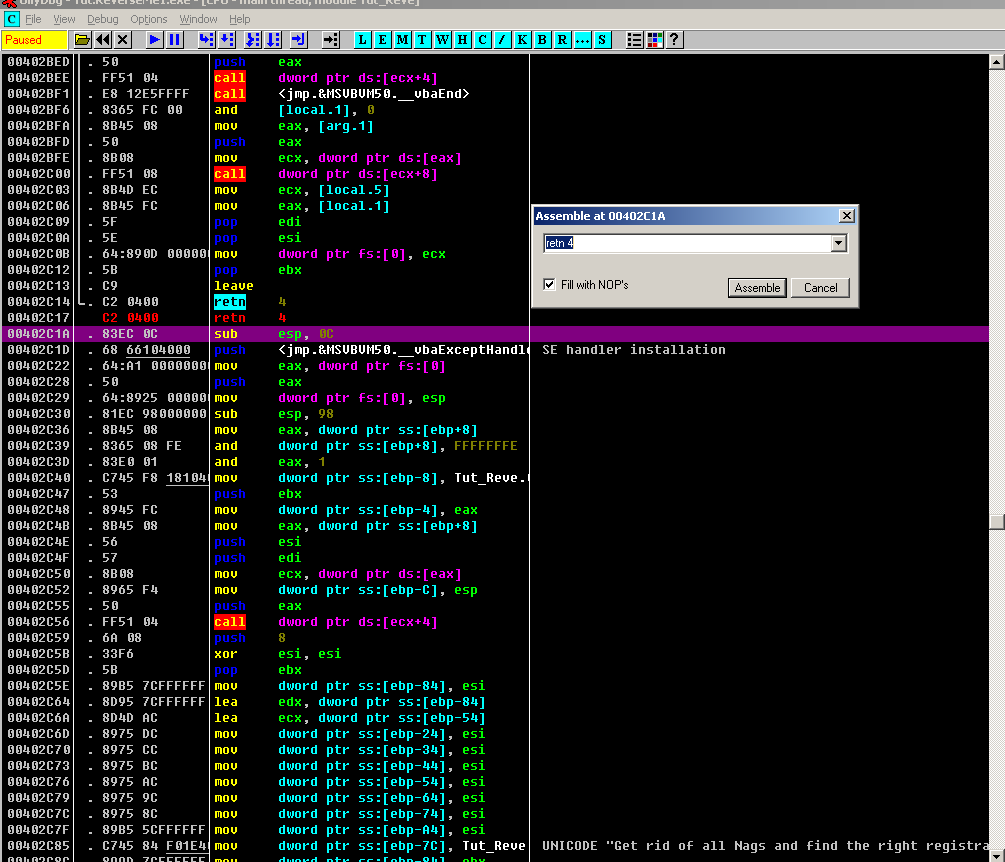 OllyDbg - Tut.ReverseMe1.exe - [CPU - main thread, module Tut_Reve]
C File View Debug Options Window Help
Paused L E M T W H C / K B R ... S ?
00402BED . 50 push eax
00402BEE . FF51 04 call dword ptr ds:[ecx+4]
00402BF1 . E8 12E5FFFF call <jmp.&MSVBVM50.__vbaEnd>
00402BF6 . 8365 FC 00 and [local.1], 0
00402BFA . 8B45 08 mov eax, [arg.1]
00402BFD . 50 push eax
00402BFE . 8B08 mov ecx, dword ptr ds:[eax]
00402C00 . FF51 08 call dword ptr ds:[ecx+8]
00402C03 . 8B4D EC mov ecx, [local.5]
00402C06 . 8B45 FC mov eax, [local.1]
00402C09 . 5F pop edi
00402C0A . 5E pop esi
00402C0B . 64:890D 00000 mov dword ptr fs:[0], ecx
00402C12 . 5B pop ebx
00402C13 . C9 leave
00402C14 . C2 0400 retn 4
00402C17 C2 0400 retn 4
00402C1A . 83EC 0C sub esp, 0C
00402C1D . 68 66104000 push <jmp.&MSVBVM50.__vbaExceptHandl SE handler installation
00402C22 . 64:A1 00000000 mov eax, dword ptr fs:[0]
00402C28 . 50 push eax
00402C29 . 64:8925 00000 mov dword ptr fs:[0], esp
00402C30 . 81EC 98000000 sub esp, 98
00402C36 . 8B45 08 mov eax, dword ptr ss:[ebp+8]
00402C39 . 8365 08 FE and dword ptr ss:[ebp+8], FFFFFFFE
00402C3D . 83E0 01 and eax, 1
00402C40 . C745 F8 18104 mov dword ptr ss:[ebp-8], Tut_Reve.
00402C47 . 53 push ebx
00402C48 . 8945 FC mov dword ptr ss:[ebp-4], eax
00402C4B . 8B45 08 mov eax, dword ptr ss:[ebp+8]
00402C4E . 56 push esi
00402C4F . 57 push edi
00402C50 . 8B08 mov ecx, dword ptr ds:[eax]
00402C52 . 8965 F4 mov dword ptr ss:[ebp-C], esp
00402C55 . 50 push eax
00402C56 . FF51 04 call dword ptr ds:[ecx+4]
00402C59 . 6A 08 push 8
00402C5B . 33F6 xor esi, esi
00402C5D . 5B pop ebx
00402C5E . 89B5 7CFFFFFF mov dword ptr ss:[ebp-84], esi
00402C64 . 8D95 7CFFFFFF lea edx, dword ptr ss:[ebp-84]
00402C6A . 8D4D AC lea ecx, dword ptr ss:[ebp-54]
00402C6D . 8975 DC mov dword ptr ss:[ebp-24], esi
00402C70 . 8975 CC mov dword ptr ss:[ebp-34], esi
00402C73 . 8975 BC mov dword ptr ss:[ebp-44], esi
00402C76 . 8975 AC mov dword ptr ss:[ebp-54], esi
00402C79 . 8975 9C mov dword ptr ss:[ebp-64], esi
00402C7C . 8975 8C mov dword ptr ss:[ebp-74], esi
00402C7F . 89B5 5CFFFFFF mov dword ptr ss:[ebp-A4], esi
00402C85 . C745 84 F01E4 mov dword ptr ss:[ebp-7C], Tut_Reve UNICODE "Get rid of all Nags and find the right registra
Assemble at 00402C1A
retn 4
Fill with NOP's Assemble Cancel